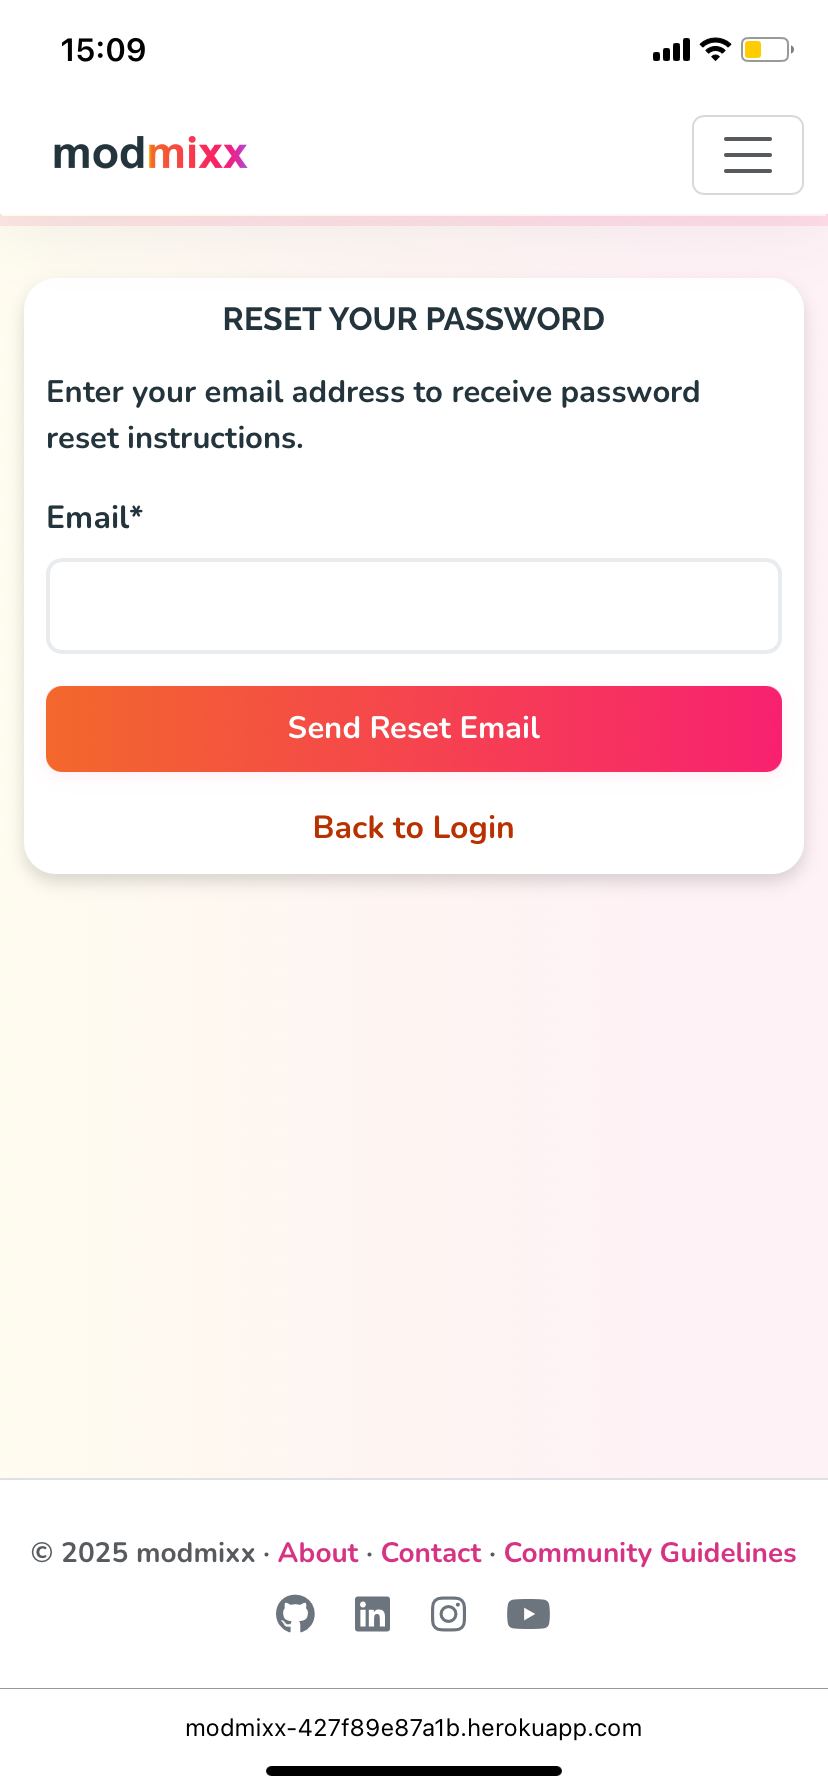 15:09
modmixx
RESET YOUR PASSWORD
Enter your email address to receive password
reset instructions.
Email*
Send Reset Email
Back to Login
© 2025 modmixx · About · Contact · Community Guidelines
in
modmixx-427f89e87a1b.herokuapp.com